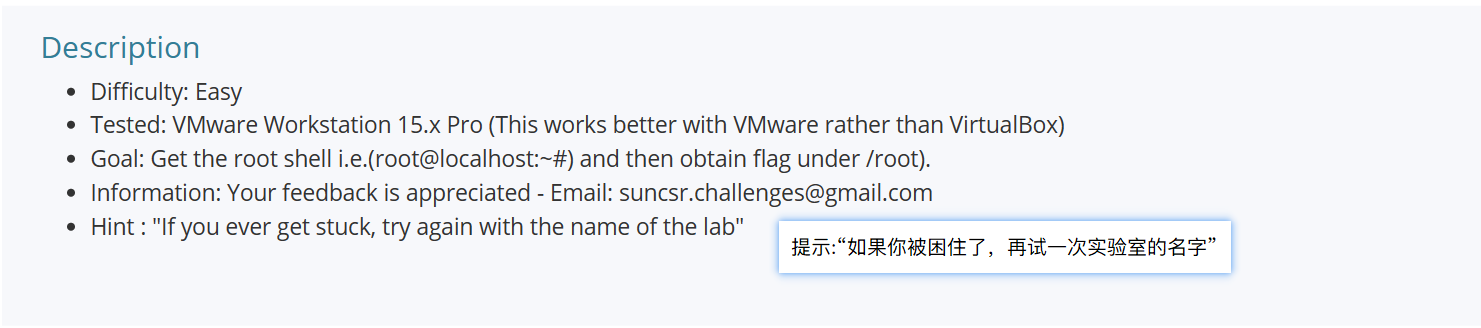 Description
Difficulty: Easy
Tested: VMware Workstation 15.x Pro (This works better with VMware rather than VirtualBox)
Goal: Get the root shell i.e.(root@localhost:~#) and then obtain flag under /root).
Information: Your feedback is appreciated - Email: suncsr.challenges@gmail.com
Hint : "If you ever get stuck, try again with the name of the lab"
提示:“如果你被困住了，再试一次实验室的名字”